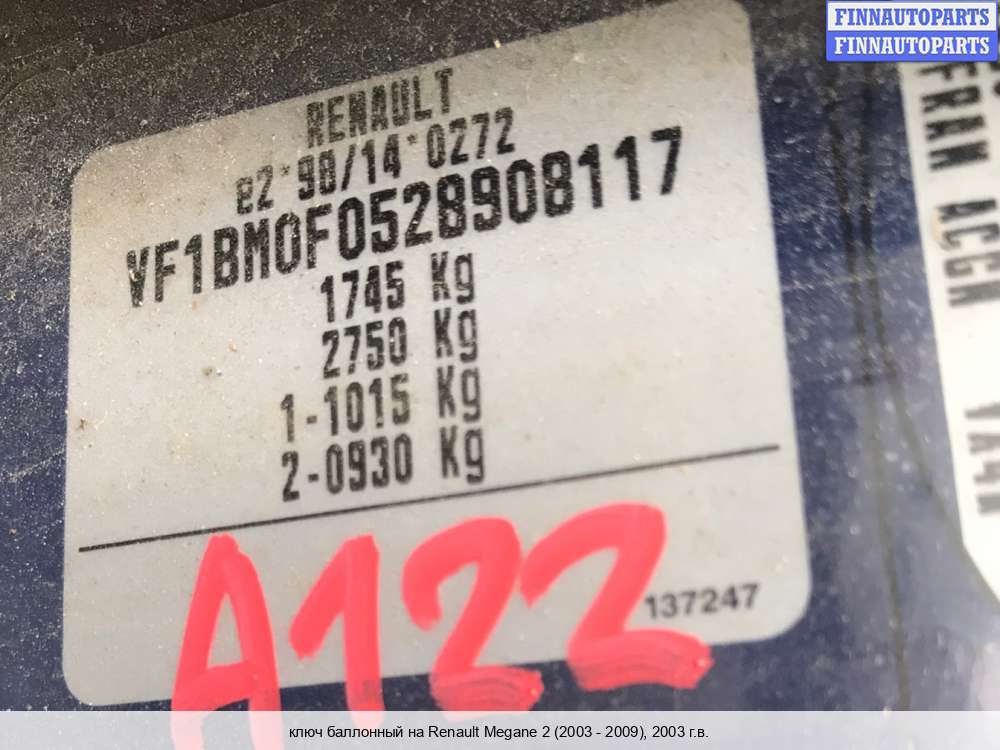 FINNAUTOPARTS
FINNAUTOPARTS
RENAULT
e2*98/14*0272
VF1BM0F0528908117
1745 Kg
2750 Kg
1-1015 Kg
2-0930 Kg
A122
137247
ключ баллонный на Renault Megane 2 (2003 - 2009), 2003 г.в.